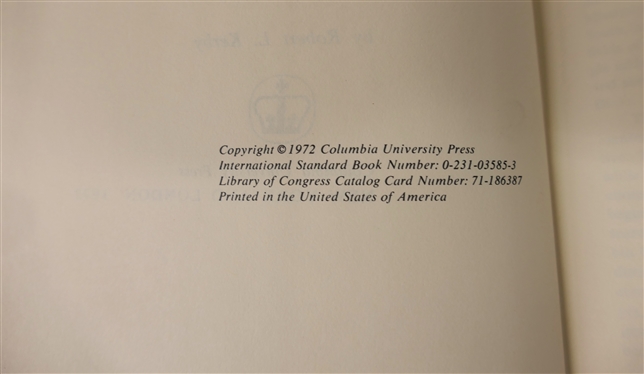 Copyright © 1972 Columbia University Press
International Standard Book Number: 0-231-03585-3
Library of Congress Catalog Card Number: 71-186387
Printed in the United States of America